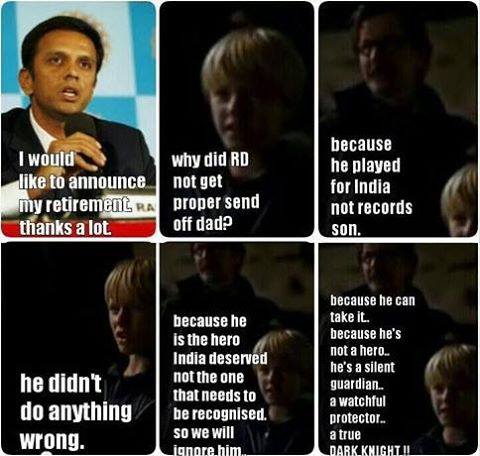 I would
like to announce
my retirement.
thanks a lot.
RA
why did RD
not get
proper send
off dad?
because
he played
for India
not records
son.
he didn't
do anything
wrong.
because he
is the hero
India deserved
not the one
that needs to
be recognised.
so we will
ignore him..
because he can
take it..
because he's
not a hero..
he's a silent
guardian..
a watchful
protector..
a true
DARK KNIGHT !!